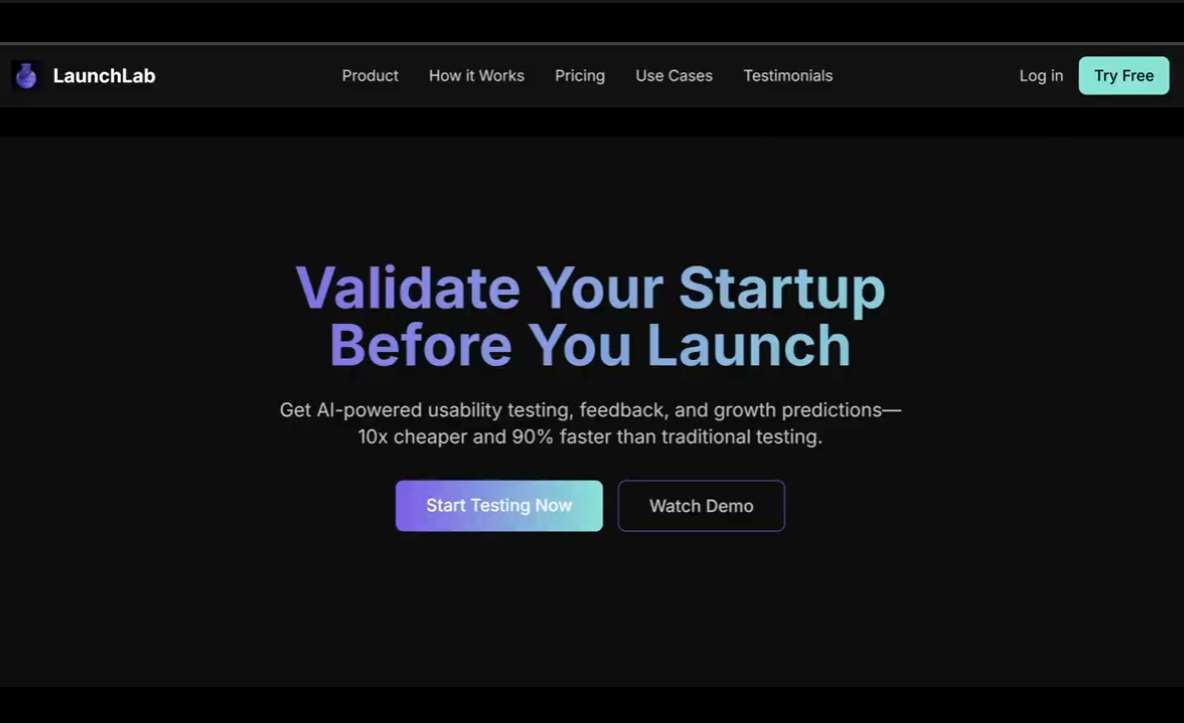 LaunchLab
Product
How it Works
Pricing
Use Cases
Testimonials
Log in
Try Free
Validate Your Startup
Before You Launch
Get AI-powered usability testing, feedback, and growth predictions—
10x cheaper and 90% faster than traditional testing.
Start Testing Now
Watch Demo